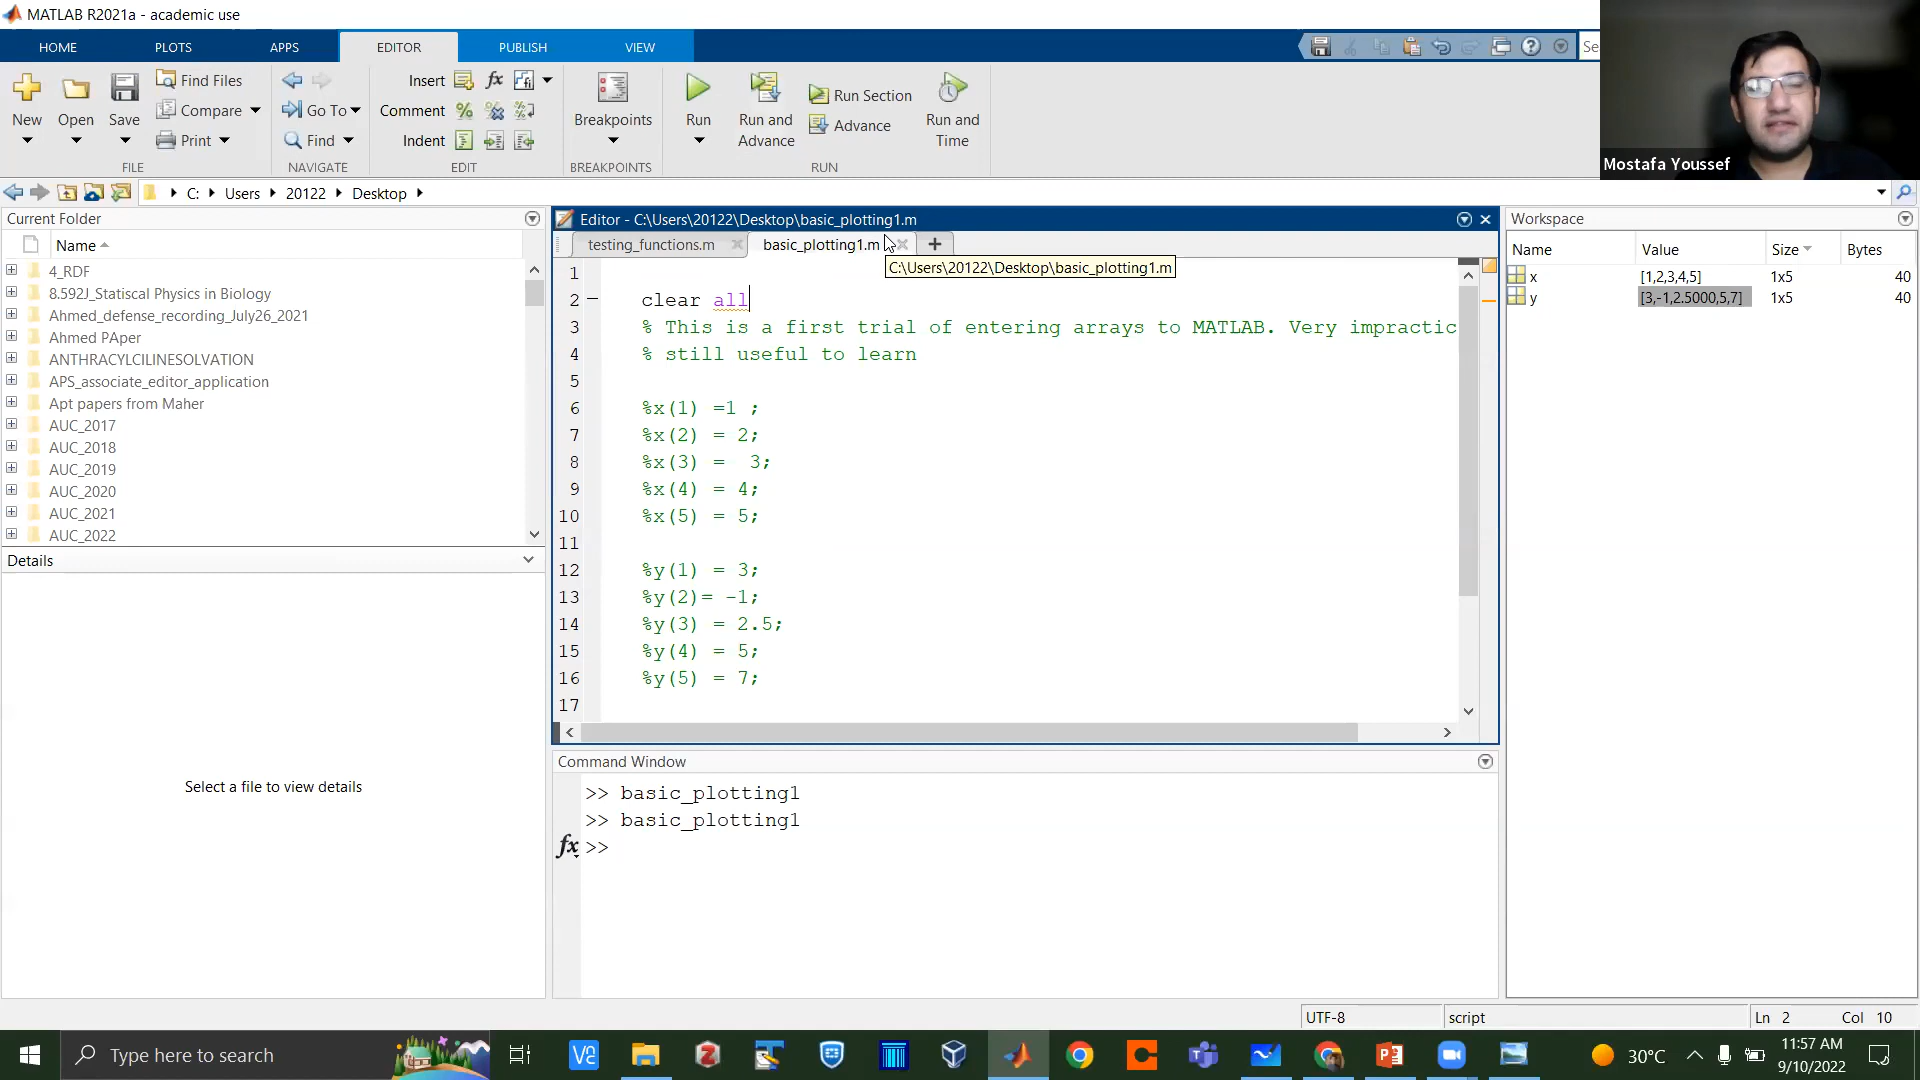 MATLAB R2021a - academic use
HOME PLOTS APPS EDITOR PUBLISH VIEW
Se
New
Open
Save
Find Files
Compare
Print
FILE
Go To
Find
NAVIGATE
Insert fx
Comment
Indent
EDIT
Breakpoints
BREAKPOINTS
Run
Run and Advance
Run Section
Advance
Run and Time
RUN
Mostafa Youssef
C: Users 20122 Desktop
Current Folder
Name
4_RDF
8.592J_Statiscal Physics in Biology
Ahmed_defense_recording_July26_2021
Ahmed PAper
ANTHRACYLCILINESOLVATION
APS_associate_editor_application
Apt papers from Maher
AUC_2017
AUC_2018
AUC_2019
AUC_2020
AUC_2021
AUC_2022
Details
Select a file to view details
Editor - C:\Users\20122\Desktop\basic_plotting1.m
testing_functions.m basic_plotting1.m
C:\Users\20122\Desktop\basic_plotting1.m
1
2 clear all
3 % This is a first trial of entering arrays to MATLAB. Very impractic
4 % still useful to learn
5
6 %x(1) =1 ;
7 %x(2) = 2;
8 %x(3) =  3;
9 %x(4) = 4;
10 %x(5) = 5;
11
12 %y(1) = 3;
13 %y(2)= -1;
14 %y(3) = 2.5;
15 %y(4) = 5;
16 %y(5) = 7;
17
Command Window
>> basic_plotting1
>> basic_plotting1
fx >>
Workspace
Name Value Size Bytes
x [1,2,3,4,5] 1x5 40
y [3,-1,2.5000,5,7] 1x5 40
UTF-8 script Ln 2 Col 10
Type here to search
30°C
11:57 AM
9/10/2022